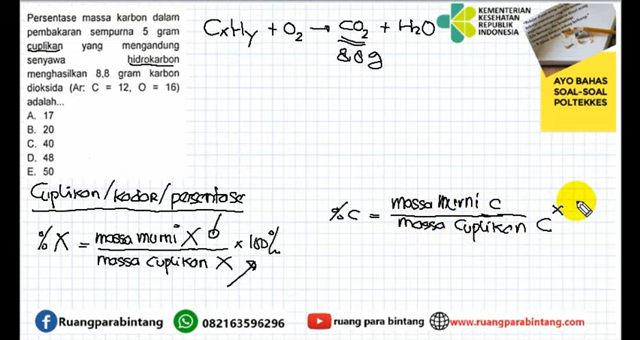 Persentase massa karbon dalam
pembakaran sempurna 5 gram
cuplikan yang mengandung
senyawa hidrokarbon
menghasilkan 8,8 gram karbon
dioksida (Ar: C = 12, O = 16)
adalah...
A. 17
B. 20
C. 40
D. 48
E. 50
CxHy + O2 → CO2 + H2O
8,8 g
KEMENTERIAN
KESEHATAN
REPUBLIK
INDONESIA
AYO BAHAS
SOAL-SOAL
POLTEKKES
Cuplikan/kadar/persentase
% X = massa murni X / massa cuplikan X × 100%
% C = massa murni C / massa cuplikan C ×
Ruangparabintang
082163596296
ruang para bintang
www.ruangparabintang.com